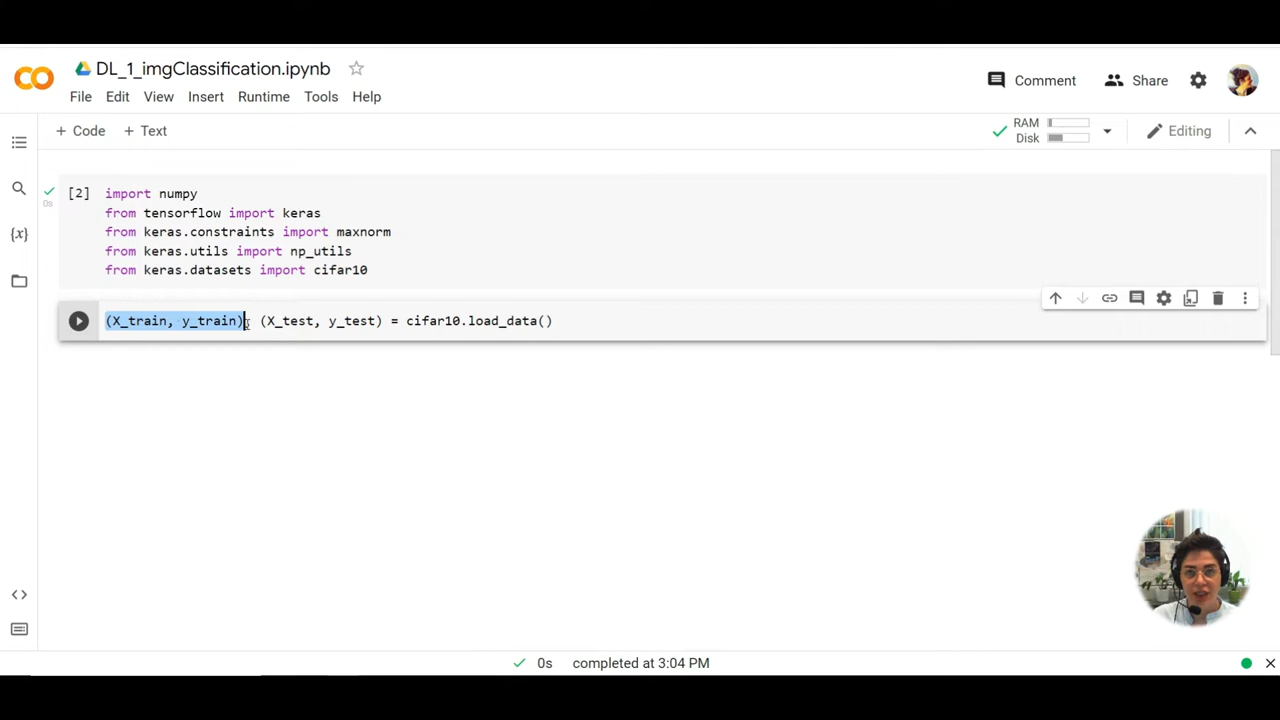 DL_1_imgClassification.ipynb
File Edit View Insert Runtime Tools Help
Comment Share
+ Code + Text
RAM
Disk
Editing
[2]
0s
import numpy
from tensorflow import keras
from keras.constraints import maxnorm
from keras.utils import np_utils
from keras.datasets import cifar10
{x}
(X_train, y_train), (X_test, y_test) = cifar10.load_data()
0s completed at 3:04 PM